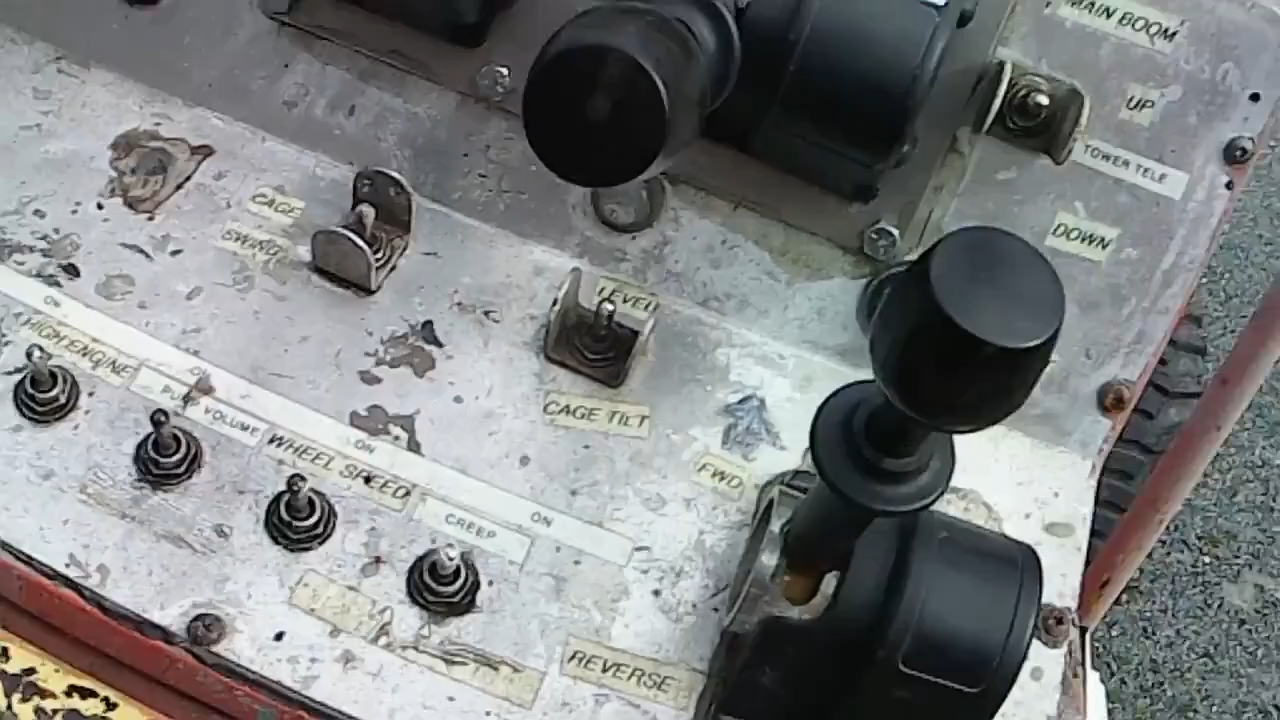 MAIN BOOM
UP
TOWER TELE
DOWN
CAGE
SWING
LEVEL
CAGE TILT
ON
HIGH ENGINE
ON
PUMP VOLUME
ON
WHEEL SPEED
ON
CREEP
FWD
REVERSE